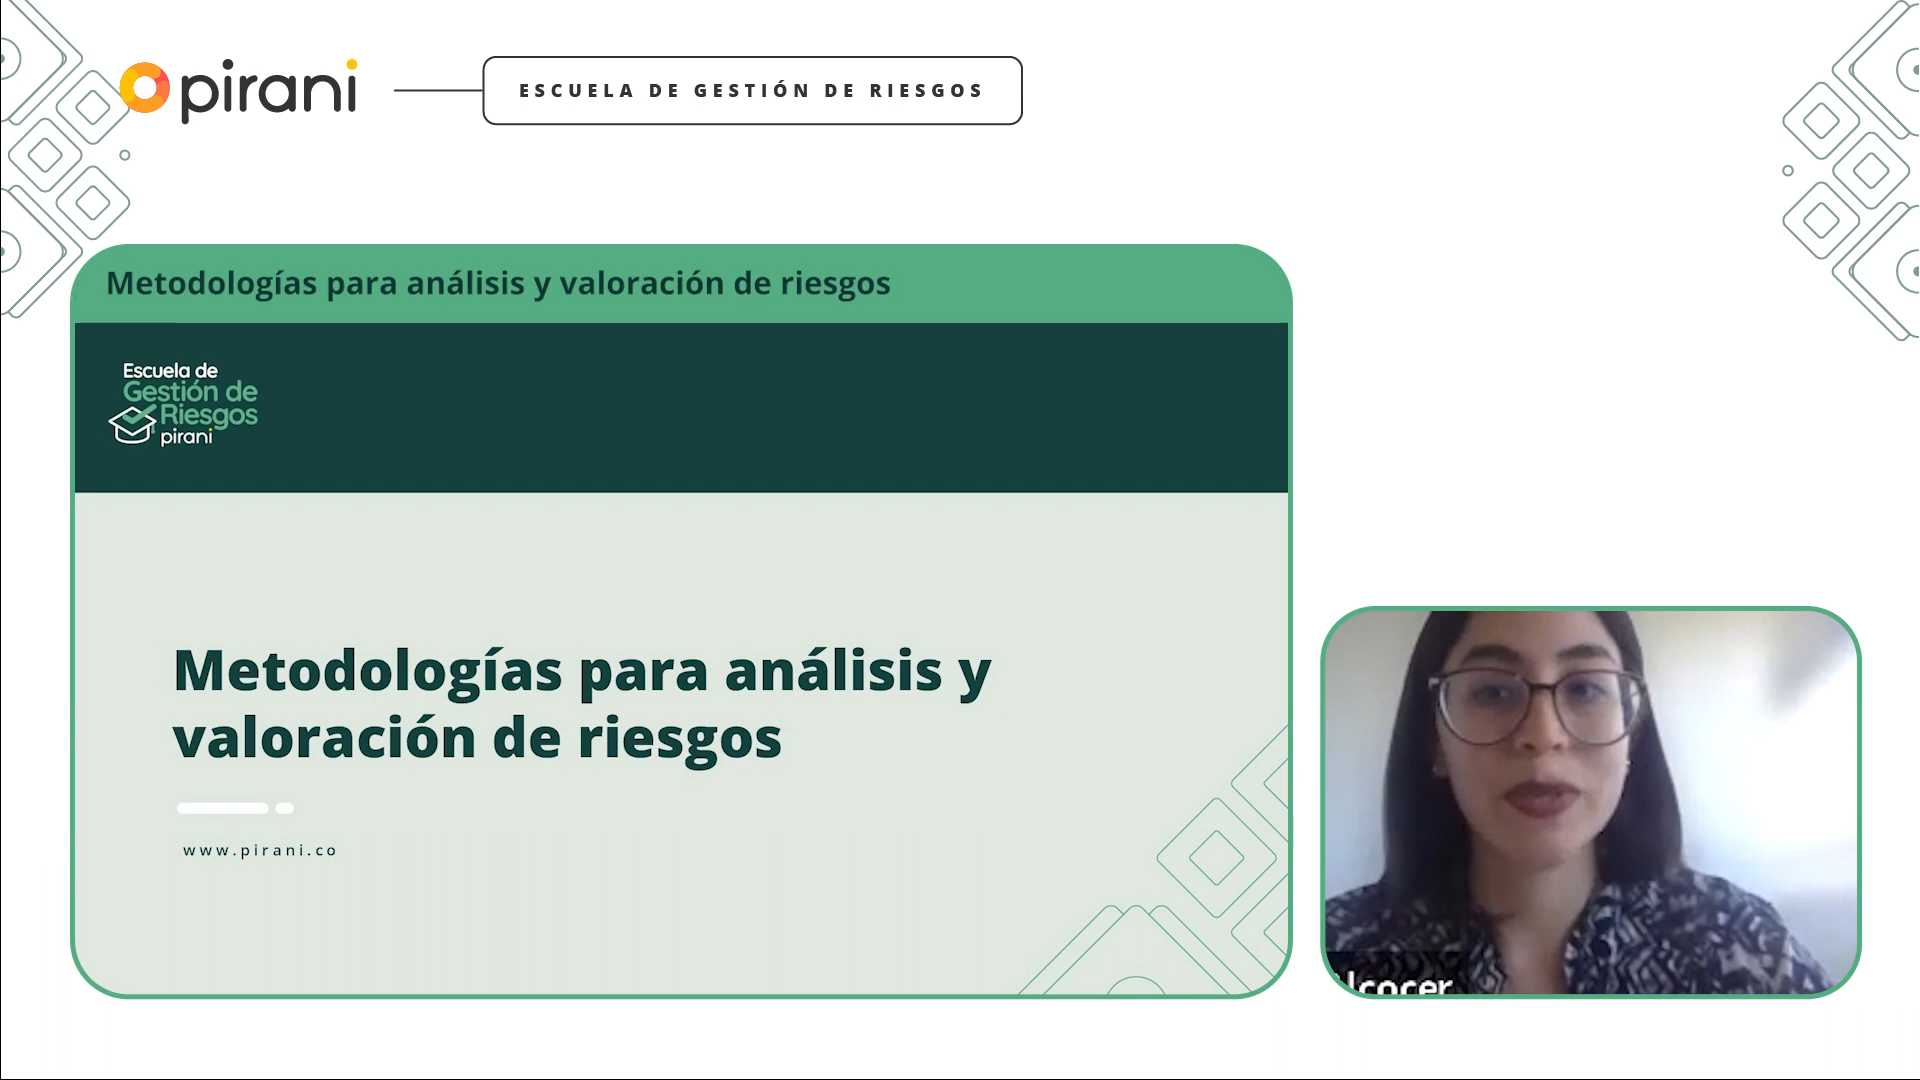 pirani
ESCUELA DE GESTIÓN DE RIESGOS
Metodologías para análisis y valoración de riesgos
Escuela de
Gestión de
Riesgos
pirani
Metodologías para análisis y
valoración de riesgos
www.pirani.co